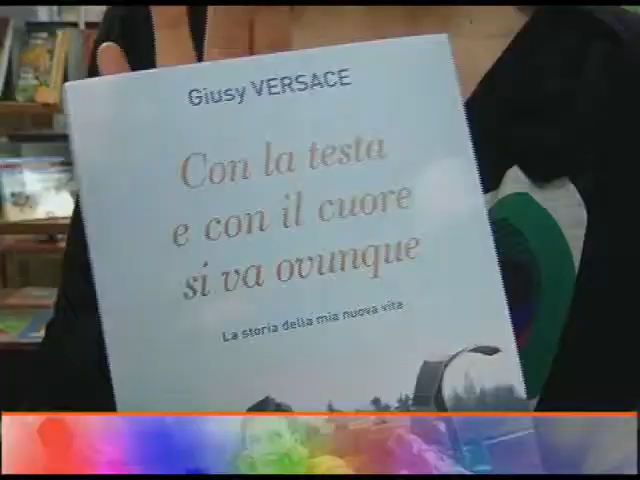 Giusy VERSACE
Con la testa
e con il cuore
si va ovunque
La storia della mia nuova vita